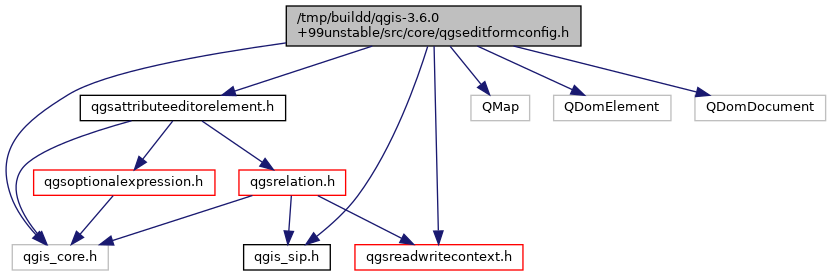 /tmp/buildd/qgis-3.6.0
+99unstable/src/core/qgseditformconfig.h
qgsattributeeditorelement.h
QMap
QDomElement
QDomDocument
qgsoptionalexpression.h
qgsrelation.h
qgis_core.h
qgis_sip.h
qgsreadwritecontext.h